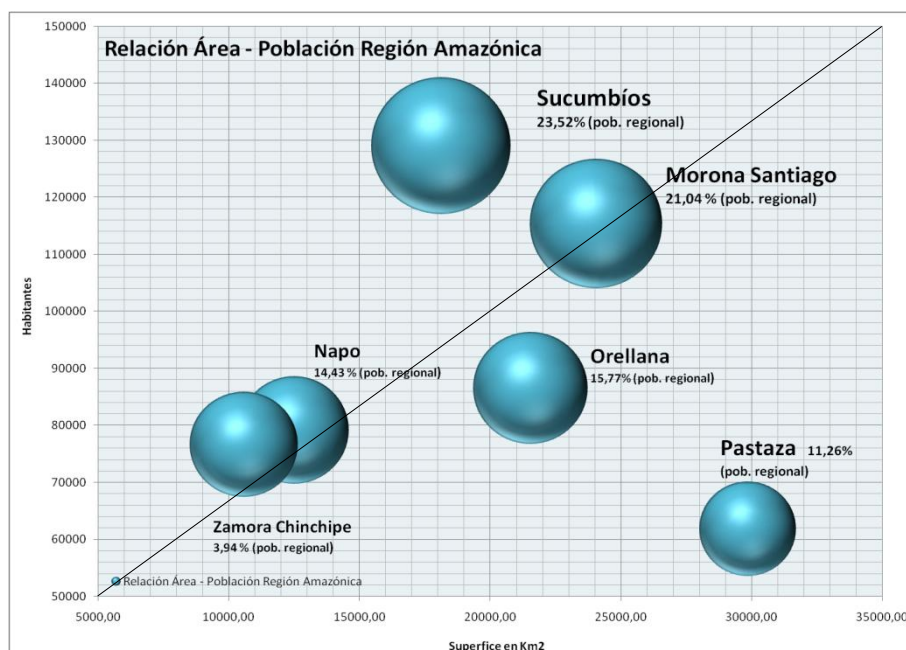 Relación Área - Población Región Amazónica
Habitantes
150000
140000
130000
120000
110000
100000
90000
80000
70000
60000
50000
Sucumbíos
23,52% (pob. regional)
Morona Santiago
21,04 % (pob. regional)
Napo
14,43 % (pob. regional)
Orellana
15,77% (pob. regional)
Pastaza 11,26%
(pob. regional)
Zamora Chinchipe
3,94 % (pob. regional)
Relación Área - Población Región Amazónica
5000,00 10000,00 15000,00 20000,00 25000,00 30000,00 35000,00
Superfice en Km2